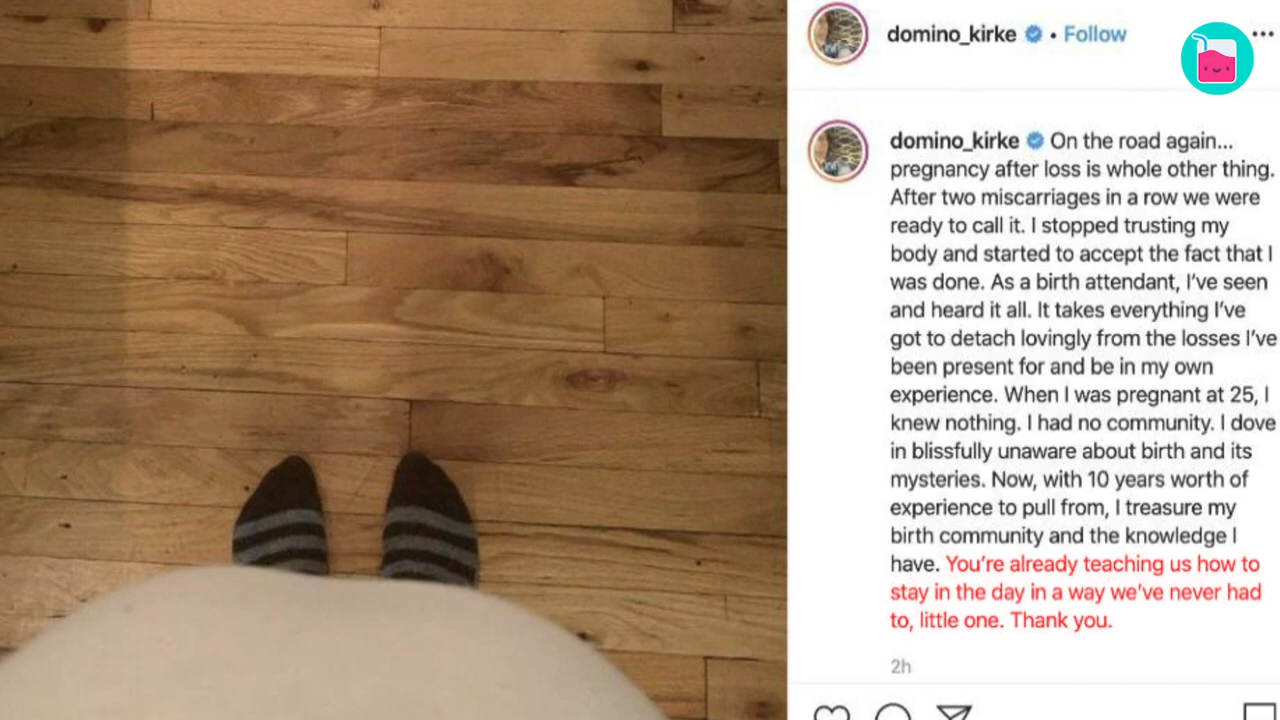 domino_kirke • Follow
domino_kirke On the road again...
pregnancy after loss is whole other thing.
After two miscarriages in a row we were
ready to call it. I stopped trusting my
body and started to accept the fact that I
was done. As a birth attendant, I've seen
and heard it all. It takes everything I've
got to detach lovingly from the losses I've
been present for and be in my own
experience. When I was pregnant at 25, I
knew nothing. I had no community. I dove
in blissfully unaware about birth and its
mysteries. Now, with 10 years worth of
experience to pull from, I treasure my
birth community and the knowledge I
have. You're already teaching us how to
stay in the day in a way we've never had
to, little one. Thank you.
2h